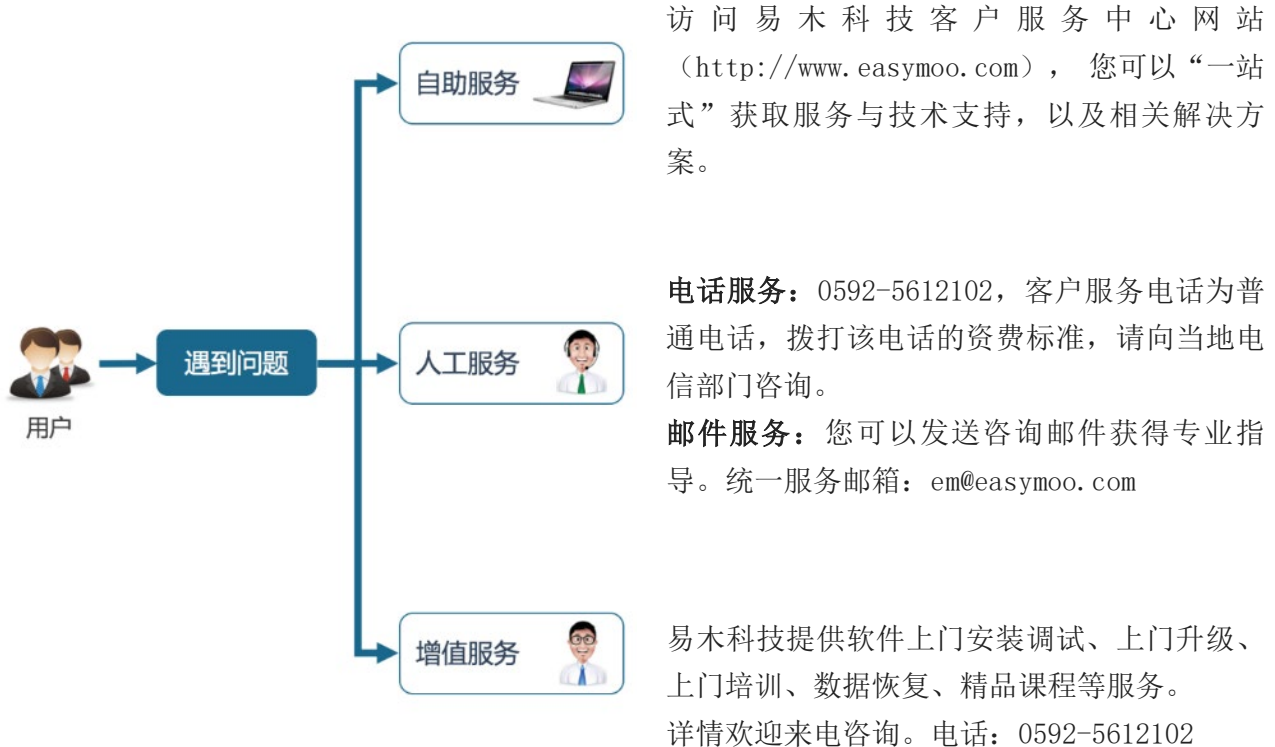 用户
遇到问题
自助服务
访问易木科技客户服务中心网站
（http://www.easymoo.com）， 您可以“一站
式”获取服务与技术支持，以及相关解决方
案。
人工服务
电话服务：0592-5612102，客户服务电话为普
通电话，拨打该电话的资费标准，请向当地电
信部门咨询。
邮件服务：您可以发送咨询邮件获得专业指
导。统一服务邮箱：em@easymoo.com
增值服务
易木科技提供软件上门安装调试、上门升级、
上门培训、数据恢复、精品课程等服务。
详情欢迎来电咨询。电话：0592-5612102